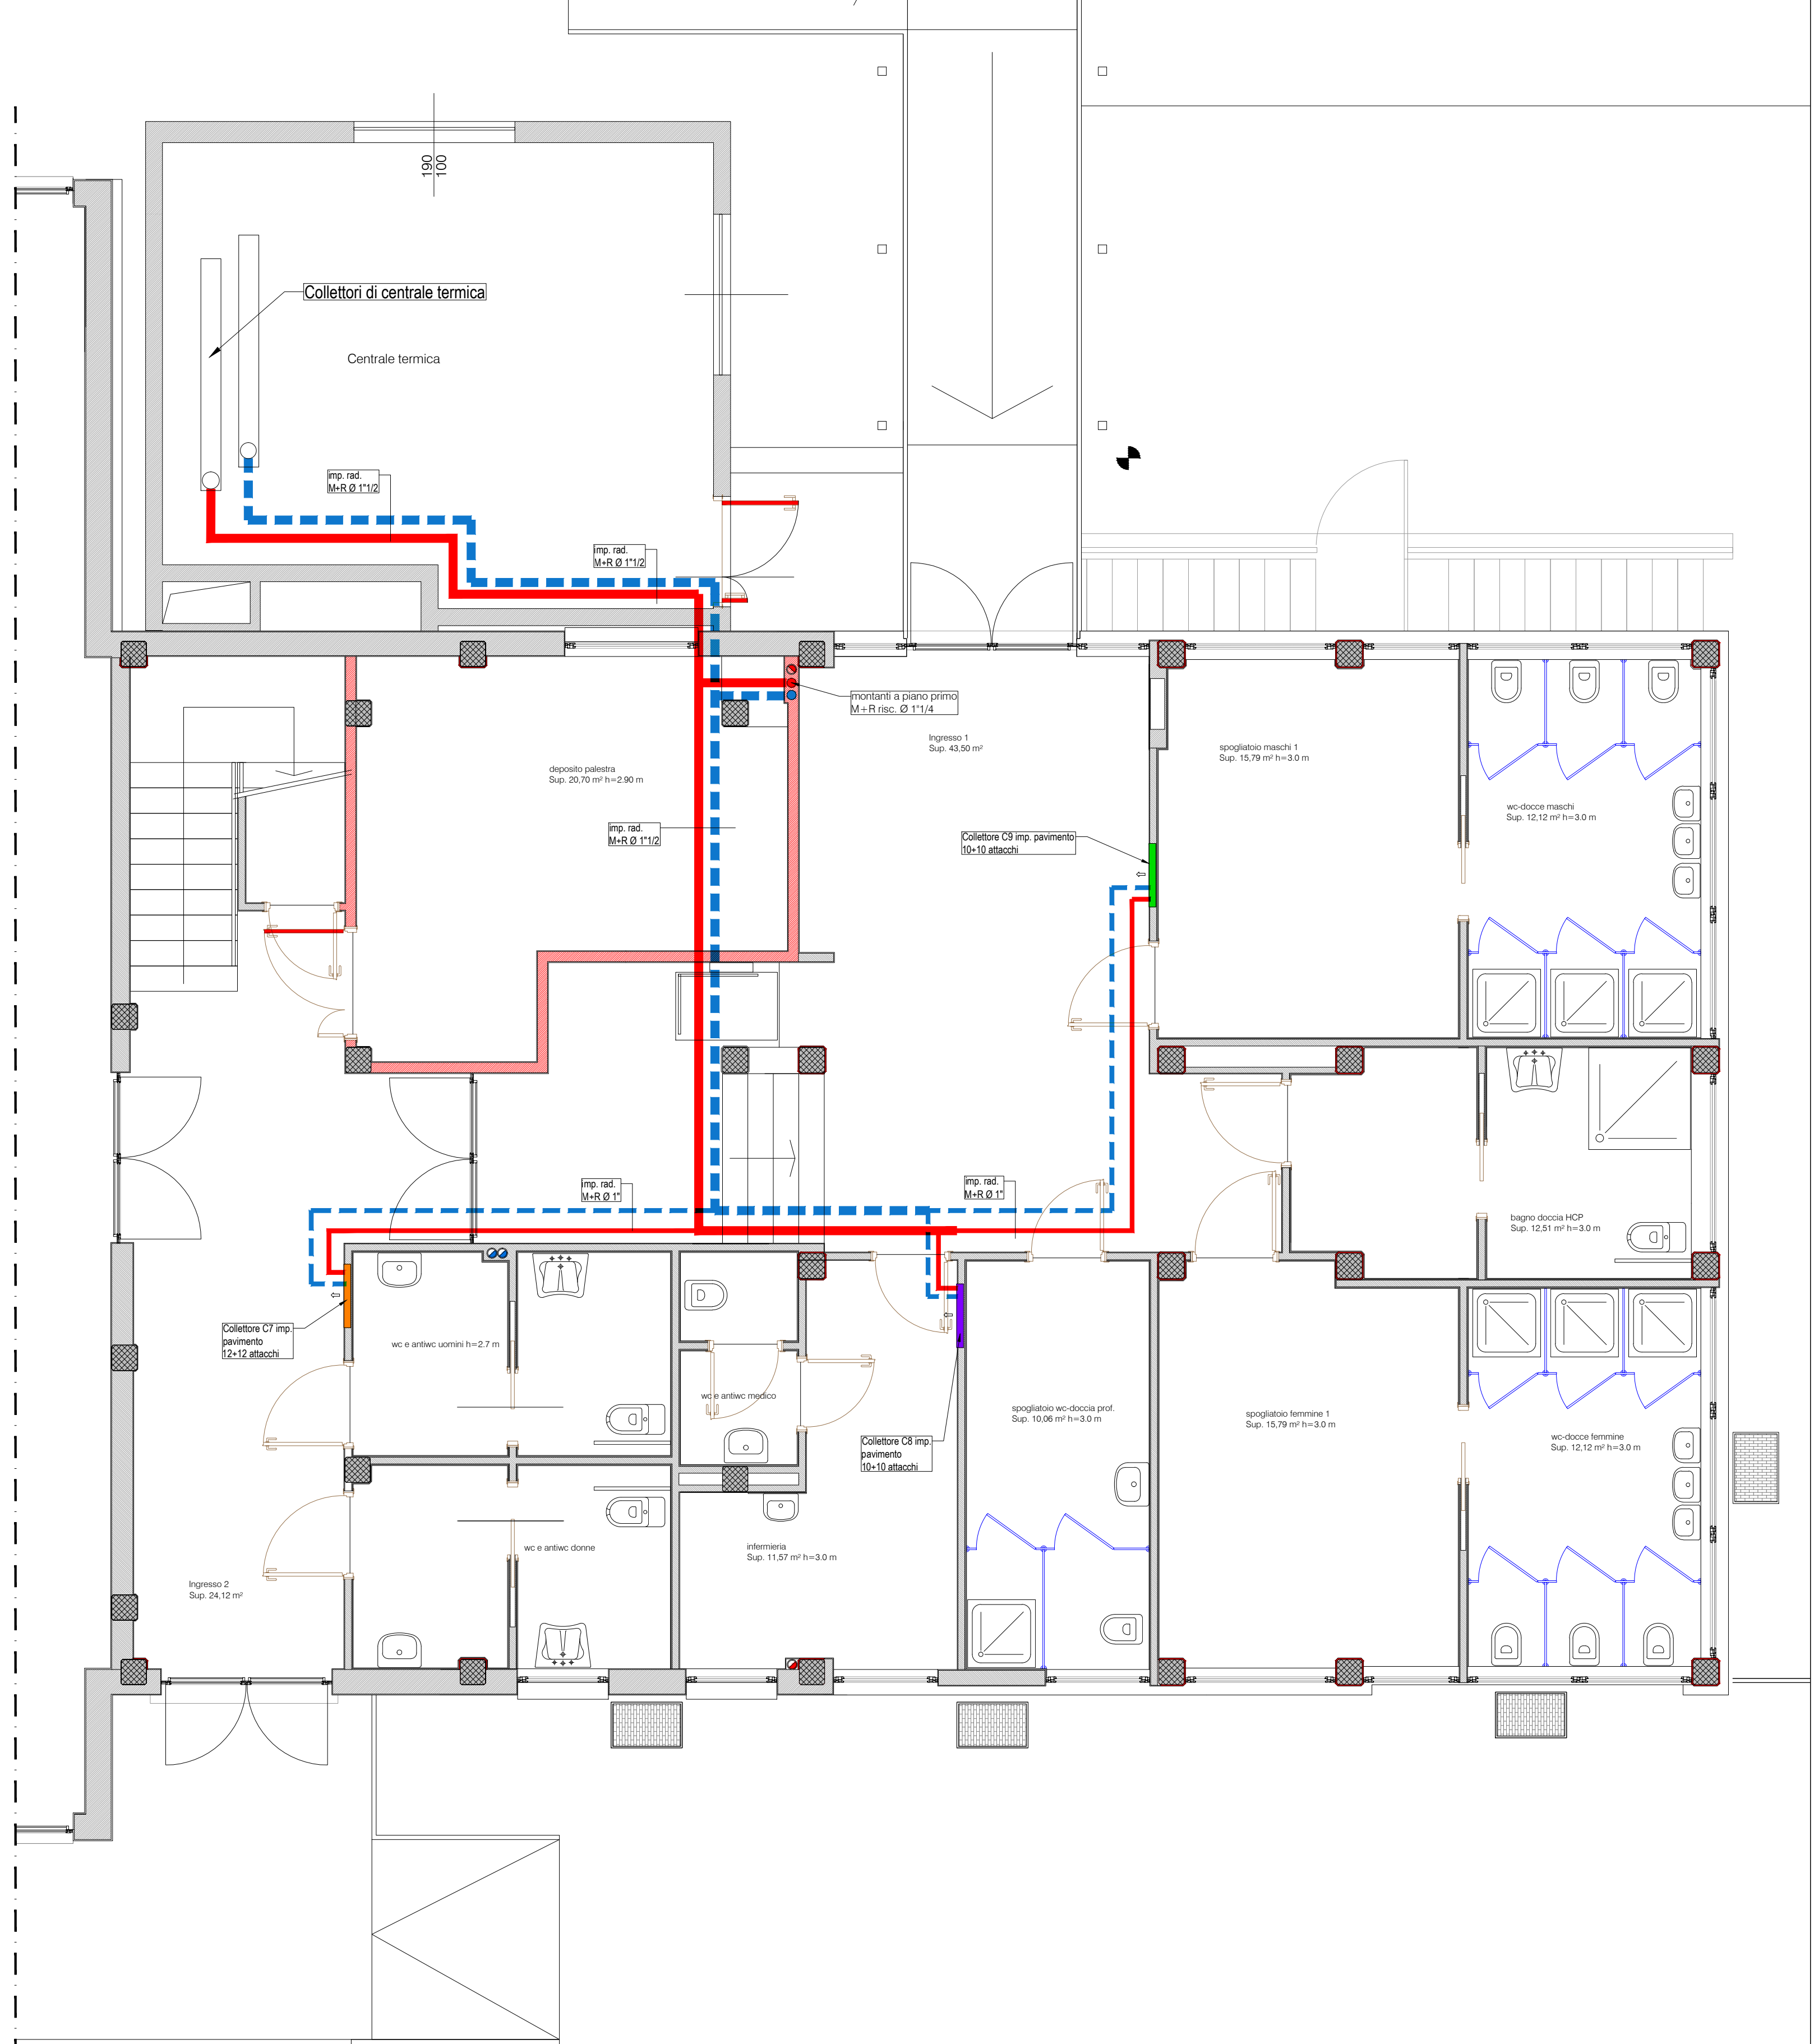 190
100
Collettori di centrale termica
Centrale termica
imp. rad.
M+R Ø 1"1/2
imp. rad.
M+R Ø 1"1/2
montanti a piano primo
M+R risc. Ø 1"1/4
Ingresso 1
Sup. 43,50 m²
spogliatoio maschi 1
Sup. 15,79 m² h=3.0 m
deposito palestra
Sup. 20,70 m² h=2.90 m
wc-docce maschi
Sup. 12,12 m² h=3.0 m
imp. rad.
M+R Ø 1"1/2
Collettore C9 imp. pavimento
10+10 attacchi
imp. rad.
M+R Ø 1"
imp. rad.
M+R Ø 1"
bagno doccia HCP
Sup. 12,51 m² h=3.0 m
Collettore C7 imp.
pavimento
12+12 attacchi
wc e antiwc uomini h=2.7 m
wc e antiwc medico
spogliatoio wc-doccia prof.
Sup. 10,06 m² h=3.0 m
spogliatoio femmine 1
Sup. 15,79 m² h=3.0 m
Collettore C8 imp.
pavimento
10+10 attacchi
wc-docce femmine
Sup. 12,12 m² h=3.0 m
wc e antiwc donne
infermieria
Sup. 11,57 m² h=3.0 m
Ingresso 2
Sup. 24,12 m²